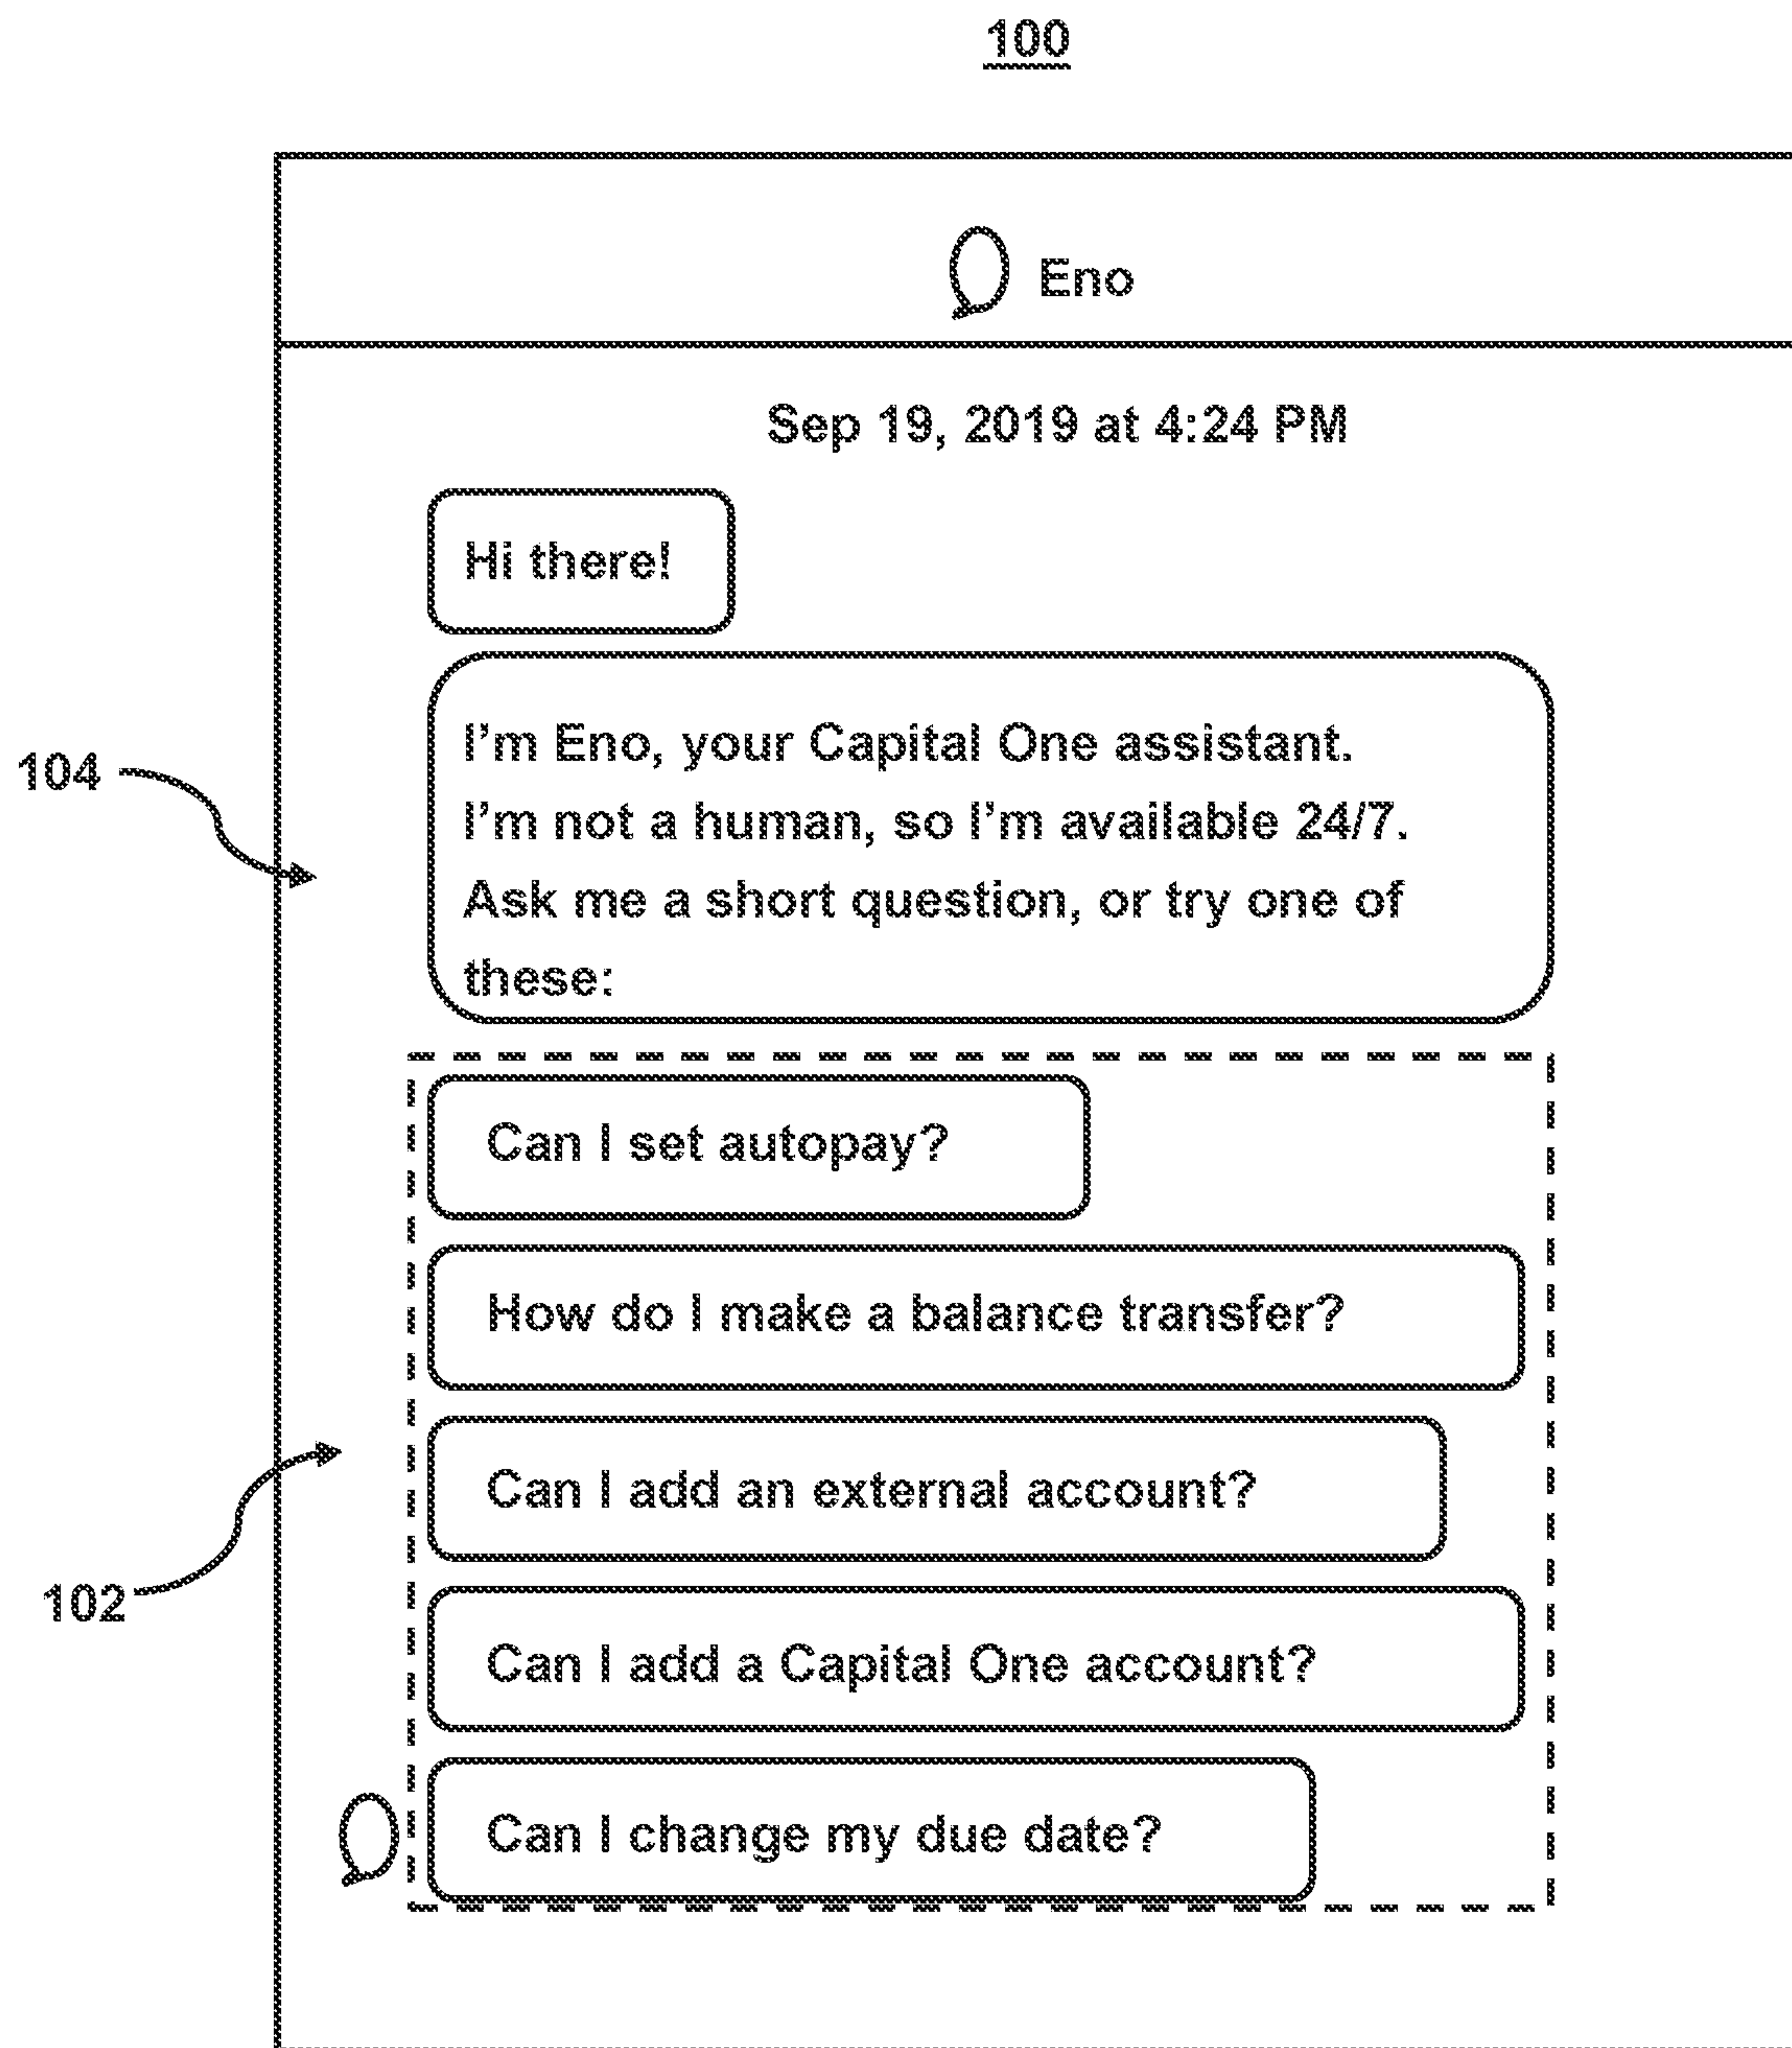 100
Eno
Sep 19, 2019 at 4:24 PM
Hi there!
I'm Eno, your Capital One assistant.
I'm not a human, so I'm available 24/7.
Ask me a short question, or try one of
these:
104
Can I set autopay?
How do I make a balance transfer?
Can I add an external account?
102
Can I add a Capital One account?
Can I change my due date?